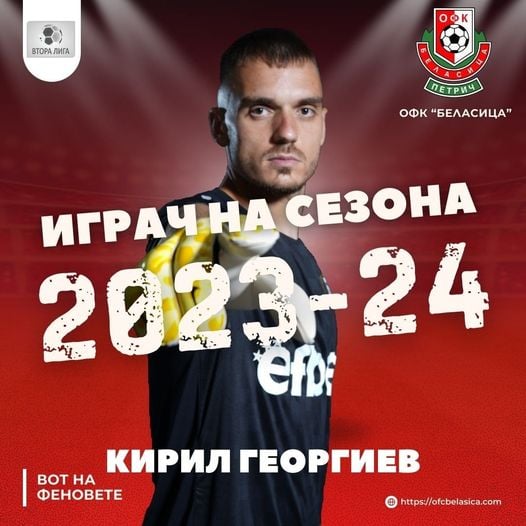 ВТОРА ЛИГА
ОФК
БЕЛАСИЦА
ПЕТРИЧ
ОФК “БЕЛАСИЦА”
ИГРАЧ НА СЕЗОНА
2023-24
efbe
КИРИЛ ГЕОРГИЕВ
ВОТ НА
ФЕНОВЕТЕ
https://ofcbelasica.com